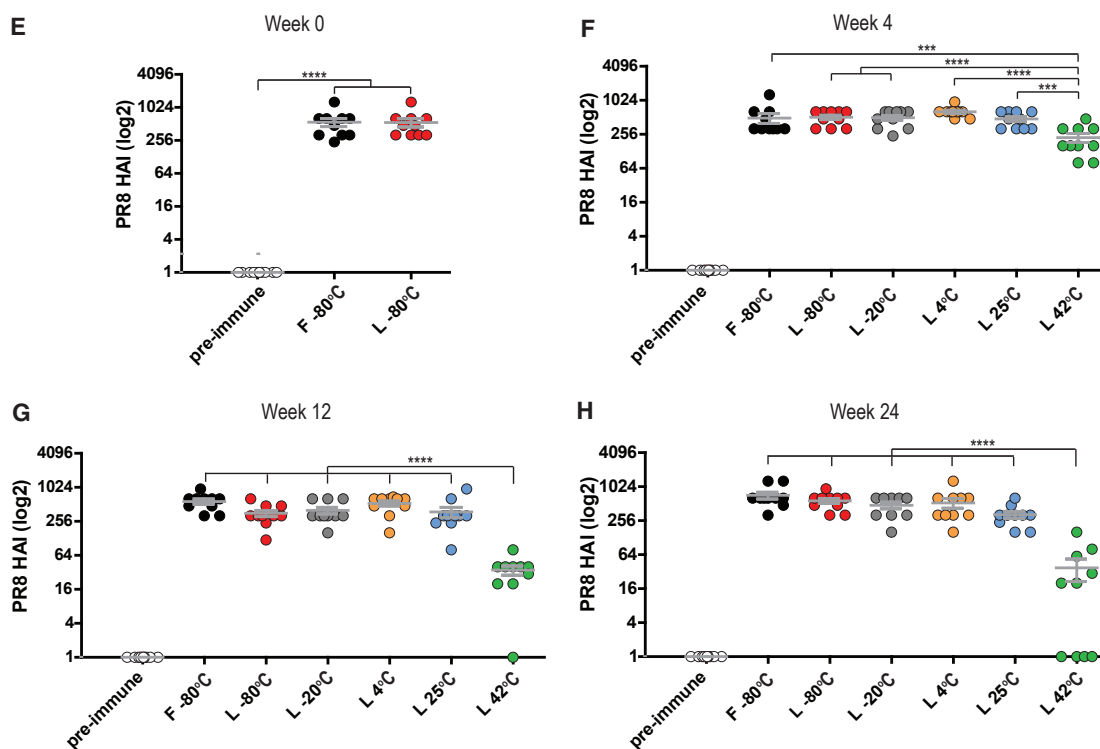 E
Week 0
****
4096
1024
256
64
16
4
1
PR8 HAI (log2)
pre-immune
F -80°C
L -80°C
F
Week 4
***
****
****
***
4096
1024
256
64
16
4
1
PR8 HAI (log2)
pre-immune
F -80°C
L -80°C
L -20°C
L 4°C
L 25°C
L 42°C
G
Week 12
****
4096
1024
256
64
16
4
1
PR8 HAI (log2)
pre-immune
F -80°C
L -80°C
L -20°C
L 4°C
L 25°C
L 42°C
H
Week 24
****
4096
1024
256
64
16
4
1
PR8 HAI (log2)
pre-immune
F -80°C
L -80°C
L -20°C
L 4°C
L 25°C
L 42°C